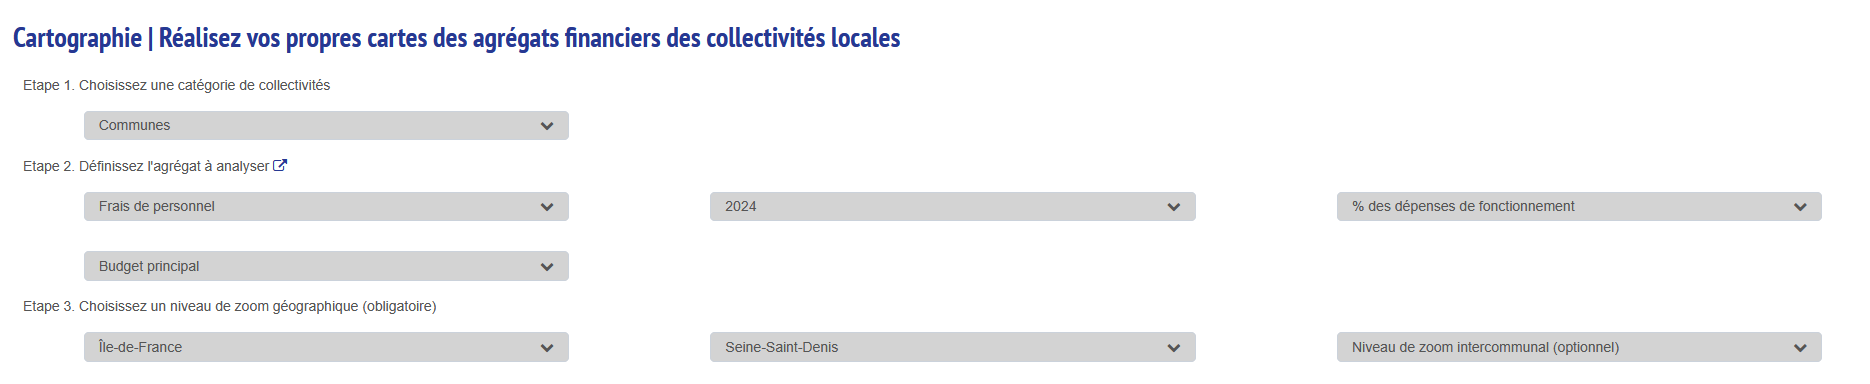 Cartographie | Réalisez vos propres cartes des agrégats financiers des collectivités locales
Etape 1. Choisissez une catégorie de collectivités
Communes
Etape 2. Définissez l'agrégat à analyser
Frais de personnel
2024
% des dépenses de fonctionnement
Budget principal
Etape 3. Choisissez un niveau de zoom géographique (obligatoire)
Île-de-France
Seine-Saint-Denis
Niveau de zoom intercommunal (optionnel)